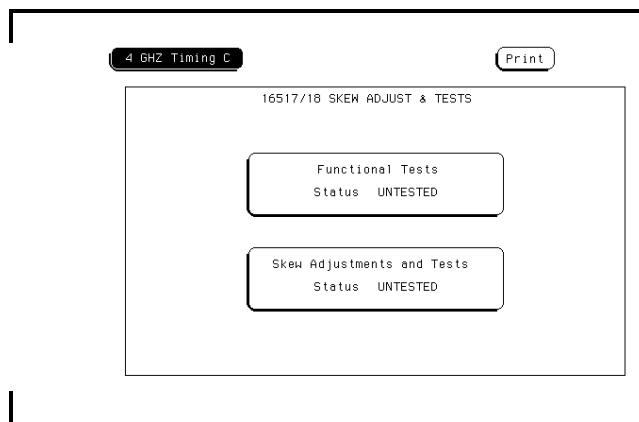 4 GHZ Timing C
Print
16517/18 SKEW ADJUST & TESTS
Functional Tests
Status UNTESTED
Skew Adjustments and Tests
Status UNTESTED